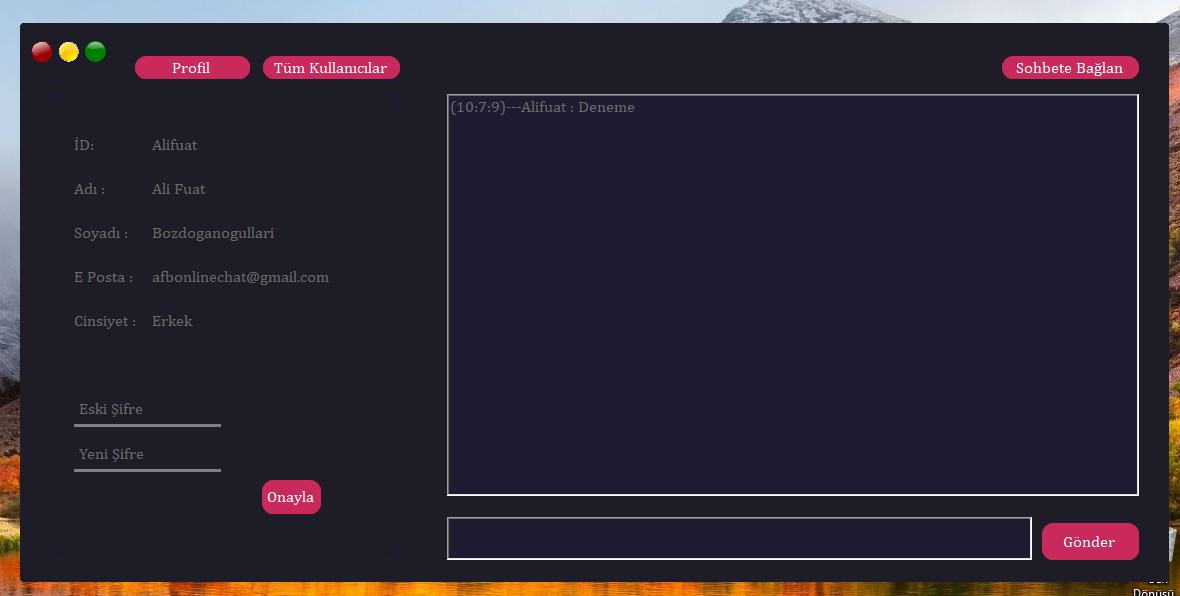 Profil
Tüm Kullanıcılar
Sohbete Bağlan
İD: Alifuat
Adı : Ali Fuat
Soyadı : Bozdoganogullari
E Posta : afbonlinechat@gmail.com
Cinsiyet : Erkek
Eski Şifre
Yeni Şifre
Onayla
(10:7:9)---Alifuat : Deneme
Gönder
Dönüşü